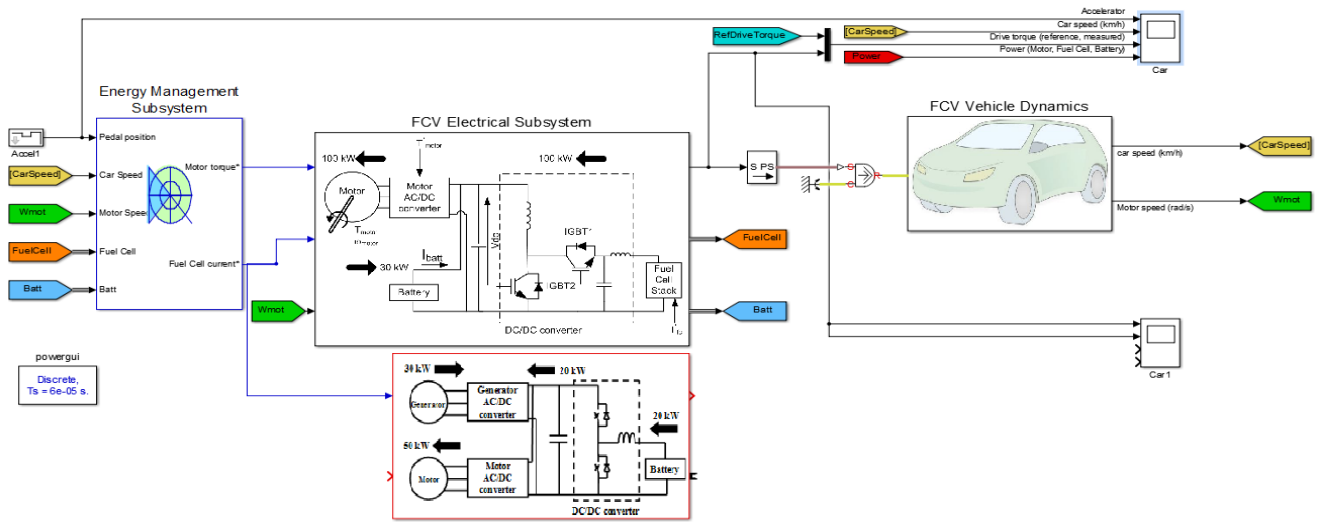 Accelerator
Car speed (km/h)
Drive torque (reference, measured)
Power (Motor, Fuel Cell, Battery)
Car
RefDriveTorque
[CarSpeed]
Power
Energy Management
Subsystem
Accel1
Pedal position
[CarSpeed]
Car Speed
Wmot
Motor Speed
FuelCell
Fuel Cell
Batt
Batt
Motor torque*
Fuel Cell current*
powergui
Discrete,
Ts = 6e-05 s.
FCV Electrical Subsystem
100 kW
100 kW
Motor
Motor
AC/DC
converter
Vdc
IGBT1
IGBT2
Ibatt
30 kW
Battery
Fuel
Cell
Stack
DC/DC converter
Wmot
S PS
FuelCell
Batt
FCV Vehicle Dynamics
car speed (km/h)
Motor speed (rad/s)
[CarSpeed]
Wmot
Car1
30 kW
20 kW
Generator
Generator
AC/DC
converter
20 kW
50 kW
Motor
Motor
AC/DC
converter
Battery
DC/DC converter